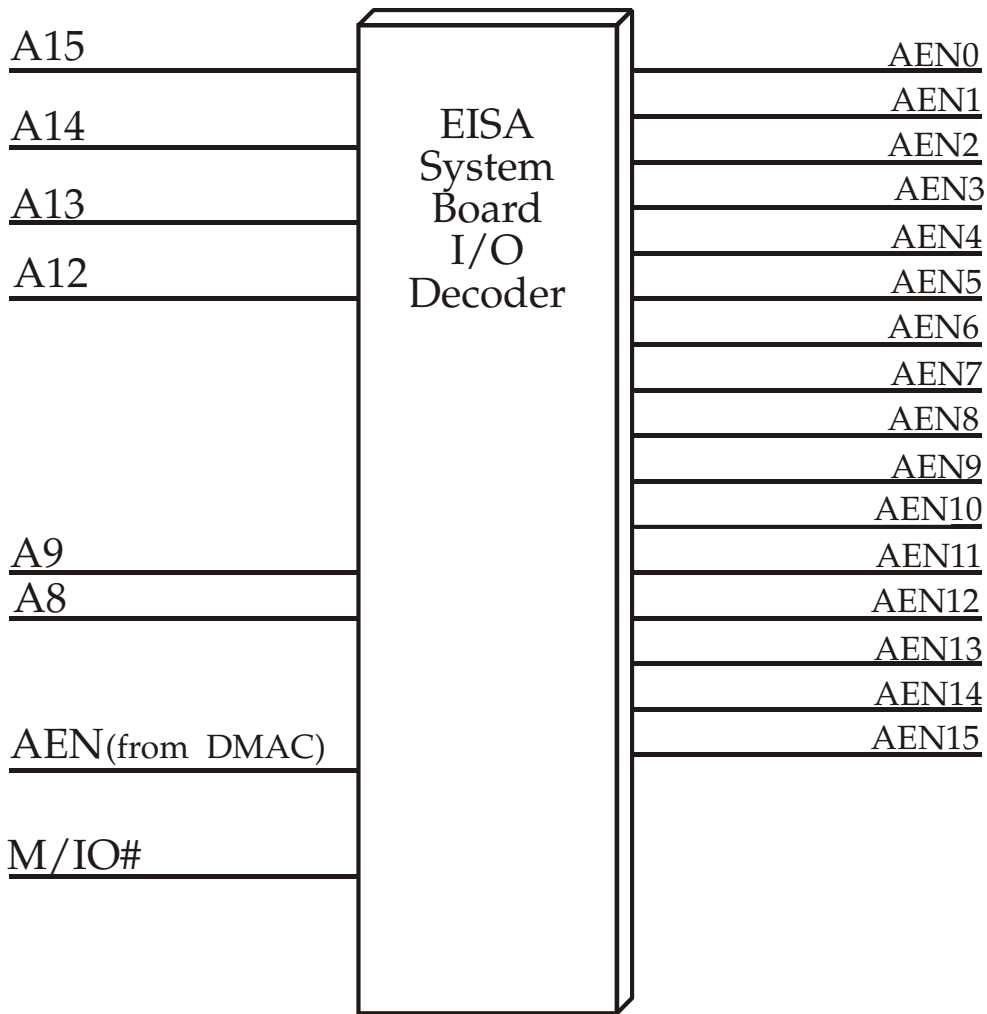 A15
A14
A13
A12
A9
A8
AEN(from DMAC)
M/IO#
EISA
System
Board
I/O
Decoder
AEN0
AEN1
AEN2
AEN3
AEN4
AEN5
AEN6
AEN7
AEN8
AEN9
AEN10
AEN11
AEN12
AEN13
AEN14
AEN15